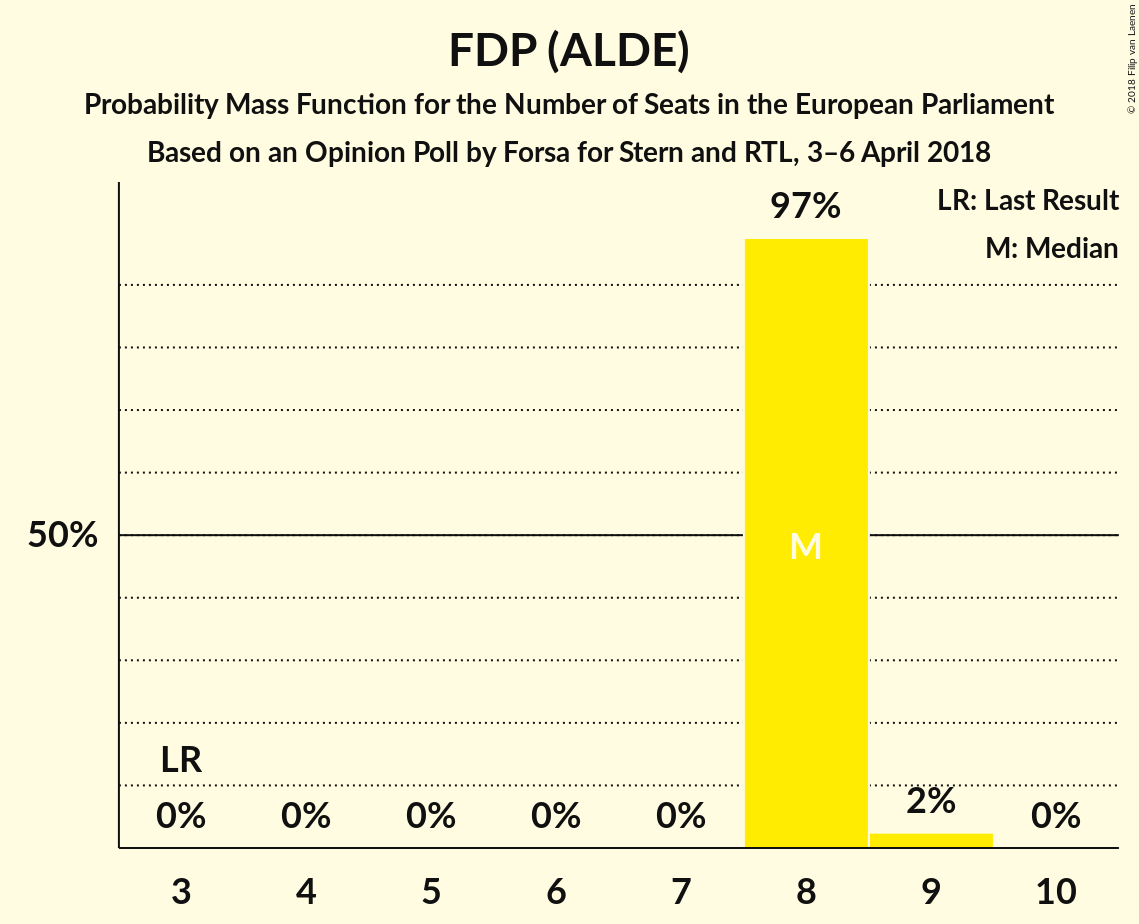 FDP (ALDE)
Probability Mass Function for the Number of Seats in the European Parliament
Based on an Opinion Poll by Forsa for Stern and RTL, 3–6 April 2018
© 2018 Filip van Laenen
LR: Last Result
M: Median
97%
50%
M
LR
0% 0% 0% 0% 0% 2% 0%
3 4 5 6 7 8 9 10